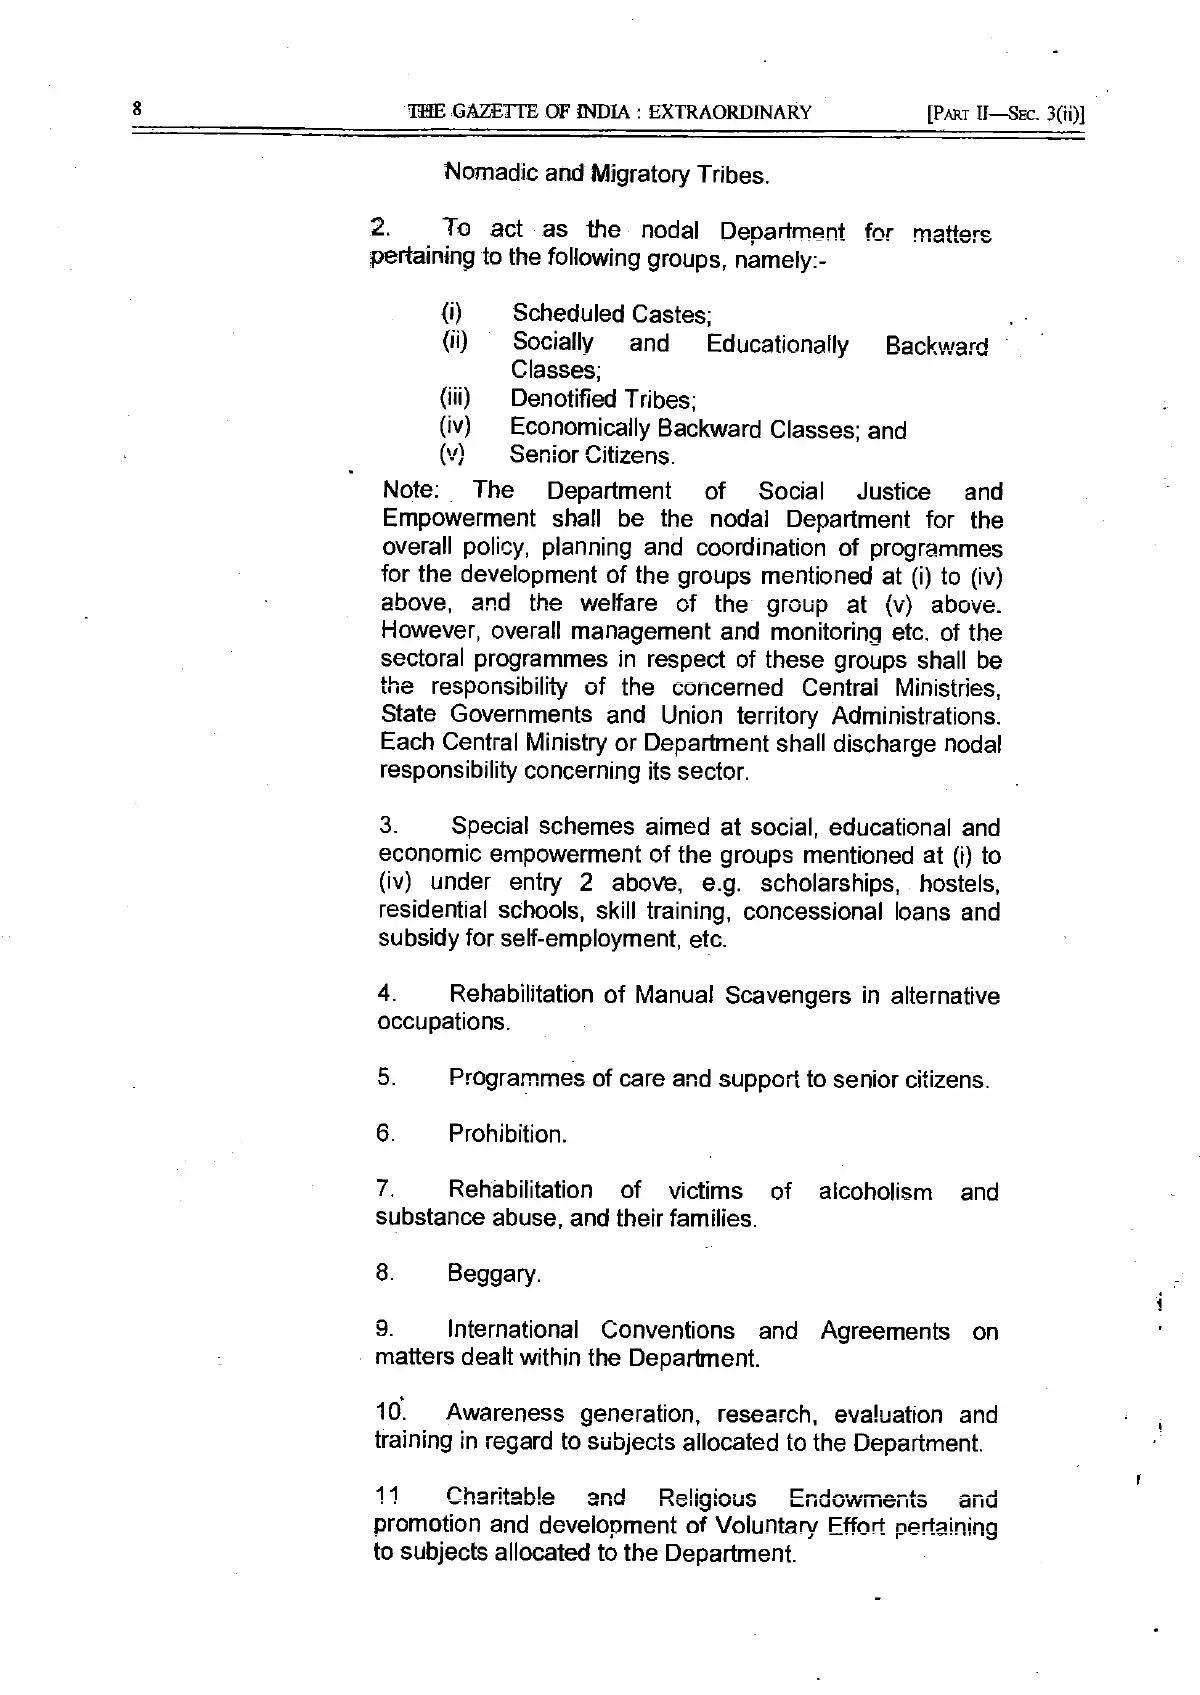 8 THE GAZETTE OF INDIA : EXTRAORDINARY [PART II—SEC. 3(ii)]
Nomadic and Migratory Tribes.
2. To act as the nodal Department for matters
pertaining to the following groups, namely:-
(i) Scheduled Castes;
(ii) Socially and Educationally Backward
Classes;
(iii) Denotified Tribes;
(iv) Economically Backward Classes; and
(v) Senior Citizens.
Note: The Department of Social Justice and
Empowerment shall be the nodal Department for the
overall policy, planning and coordination of programmes
for the development of the groups mentioned at (i) to (iv)
above, and the welfare of the group at (v) above.
However, overall management and monitoring etc. of the
sectoral programmes in respect of these groups shall be
the responsibility of the concerned Central Ministries,
State Governments and Union territory Administrations.
Each Central Ministry or Department shall discharge nodal
responsibility concerning its sector.
3. Special schemes aimed at social, educational and
economic empowerment of the groups mentioned at (i) to
(iv) under entry 2 above, e.g. scholarships, hostels,
residential schools, skill training, concessional loans and
subsidy for self-employment, etc.
4. Rehabilitation of Manual Scavengers in alternative
occupations.
5. Programmes of care and support to senior citizens.
6. Prohibition.
7. Rehabilitation of victims of alcoholism and
substance abuse, and their families.
8. Beggary.
9. International Conventions and Agreements on
matters dealt within the Department.
10. Awareness generation, research, evaluation and
training in regard to subjects allocated to the Department.
11 Charitable and Religious Endowments and
promotion and development of Voluntary Effort pertaining
to subjects allocated to the Department.